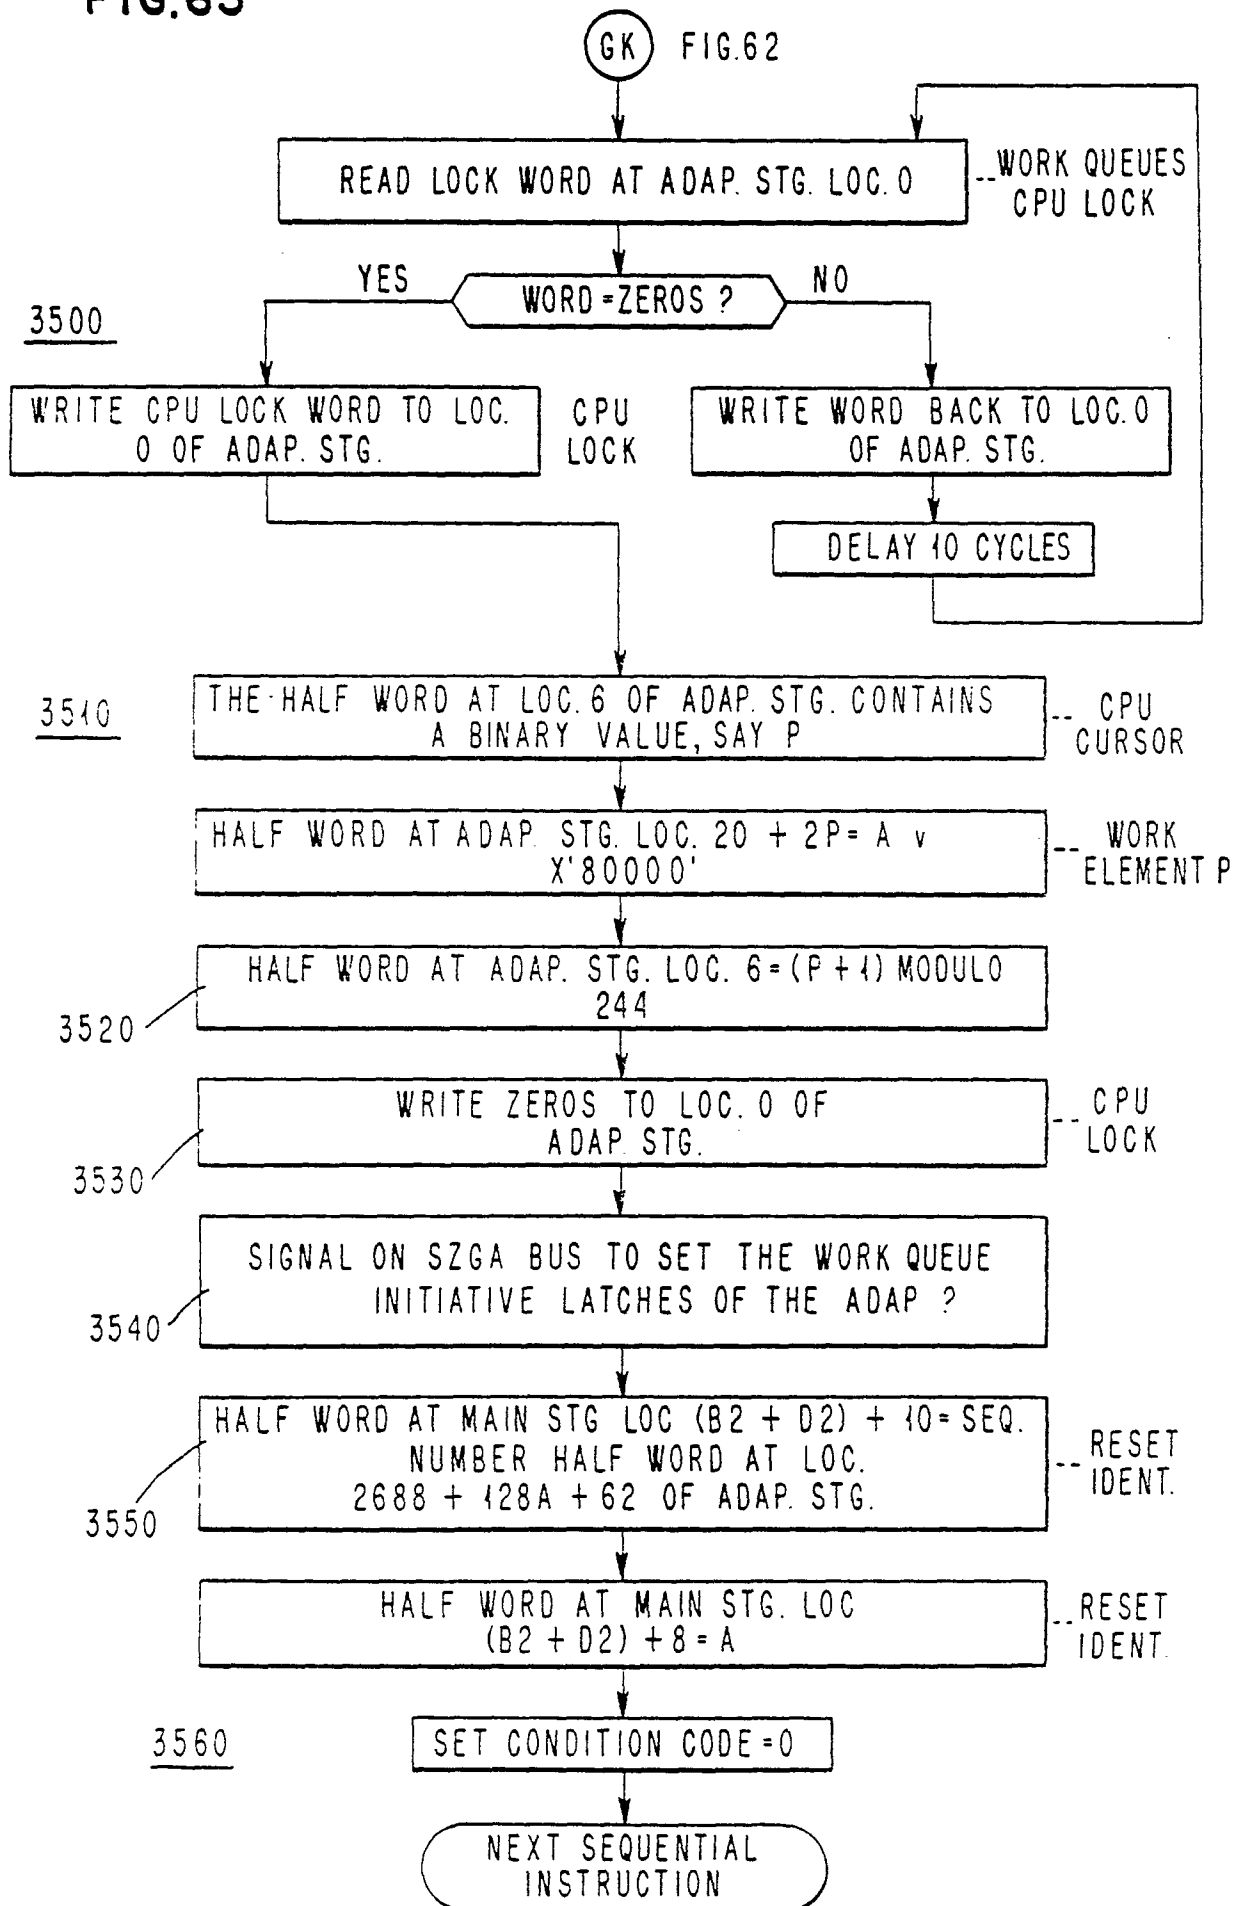 FIG.63
GK FIG.62
READ LOCK WORD AT ADAP. STG. LOC. 0
--WORK QUEUES
CPU LOCK
YES
WORD=ZEROS ?
NO
3500
WRITE CPU LOCK WORD TO LOC.
0 OF ADAP. STG.
CPU
LOCK
WRITE WORD BACK TO LOC. 0
OF ADAP. STG.
DELAY 10 CYCLES
3510
THE HALF WORD AT LOC. 6 OF ADAP. STG. CONTAINS
A BINARY VALUE, SAY P
-- CPU
CURSOR
HALF WORD AT ADAP. STG. LOC. 20 + 2P = A v
X'80000'
-- WORK
ELEMENT P
HALF WORD AT ADAP. STG. LOC. 6 = (P + 1) MODULO
244
3520
WRITE ZEROS TO LOC. 0 OF
ADAP. STG.
-- CPU
LOCK
3530
SIGNAL ON SZGA BUS TO SET THE WORK QUEUE
INITIATIVE LATCHES OF THE ADAP ?
3540
HALF WORD AT MAIN STG LOC (B2 + D2) + 10 = SEQ.
NUMBER HALF WORD AT LOC.
2688 + 128A + 62 OF ADAP. STG.
-- RESET
IDENT.
3550
HALF WORD AT MAIN STG. LOC
(B2 + D2) + 8 = A
-- RESET
IDENT.
3560
SET CONDITION CODE = 0
NEXT SEQUENTIAL
INSTRUCTION